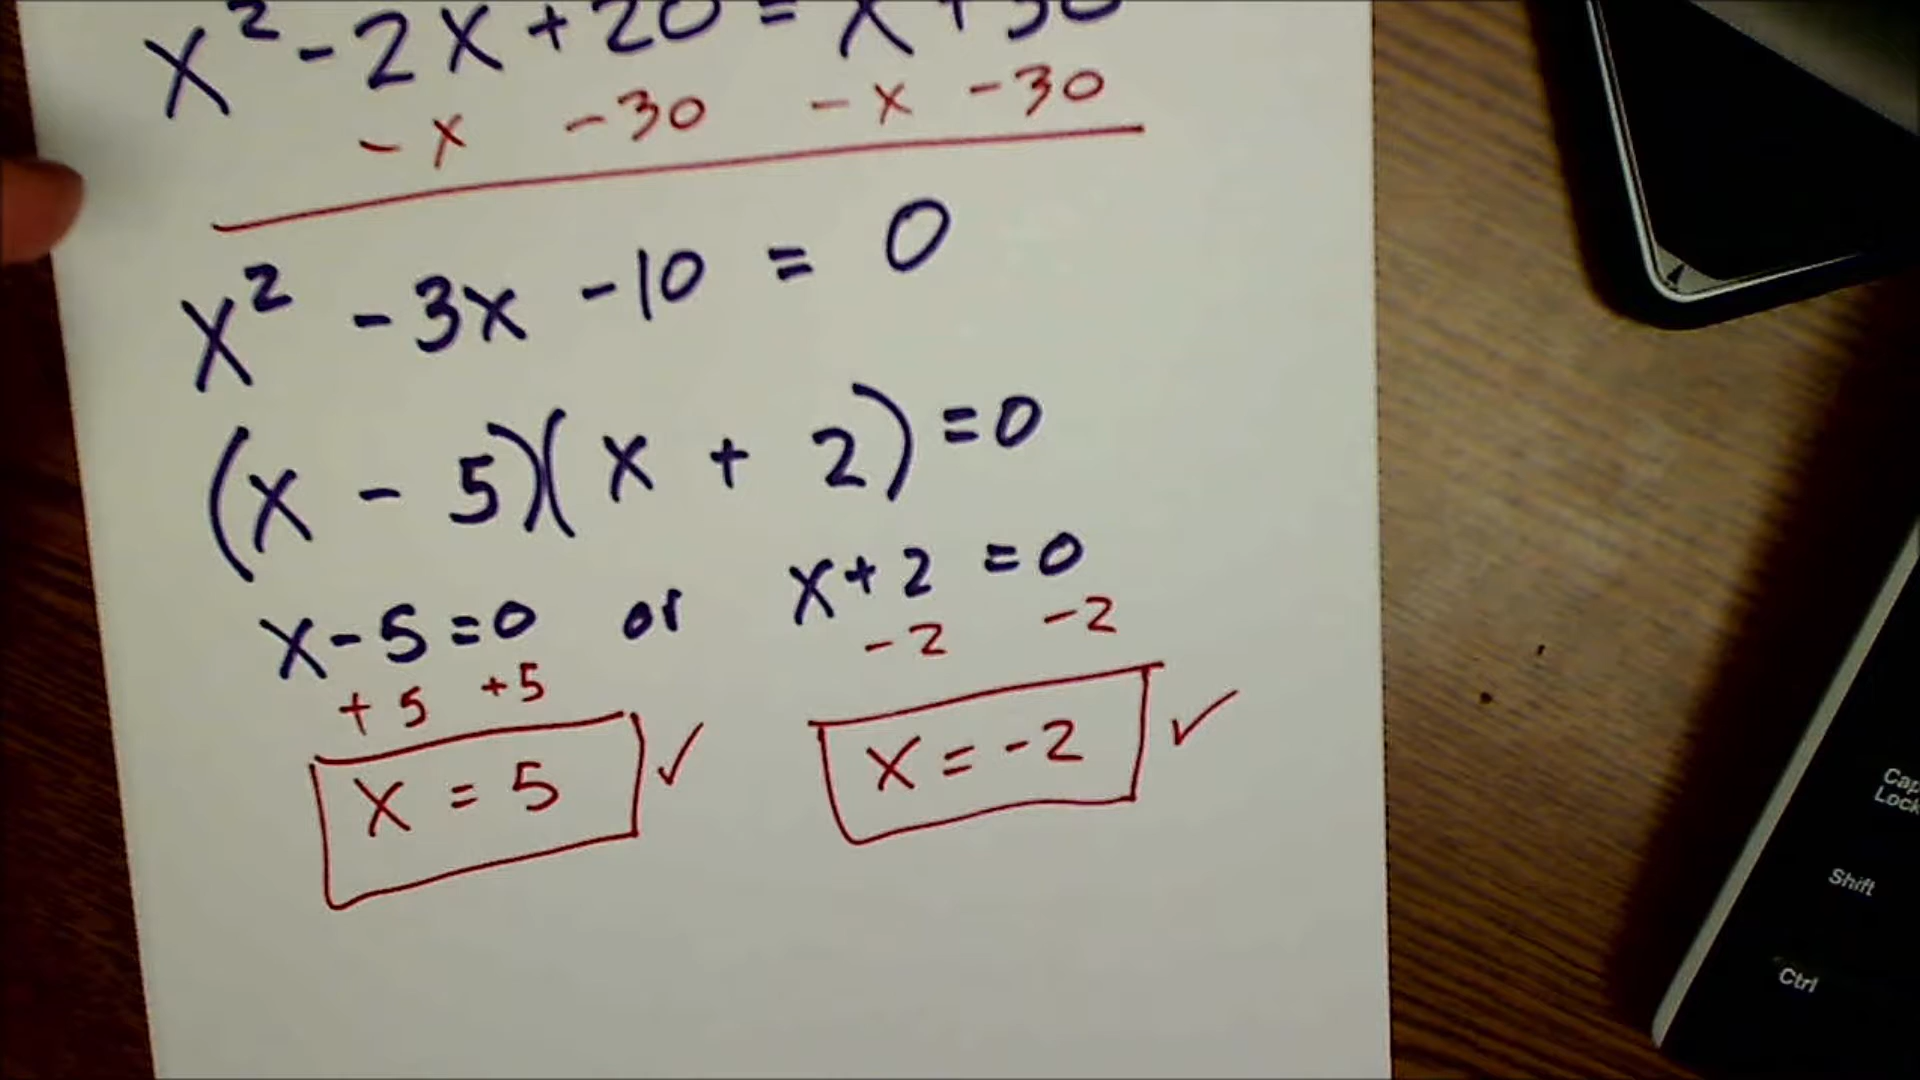 x² - 2x + 20 = x + 30
- x - 30 - x - 30
x² - 3x - 10 = 0
(x - 5)(x + 2) = 0
x - 5 = 0 or x + 2 = 0
+ 5 + 5 - 2 - 2
x = 5 ✓ x = -2 ✓
Cap
Lock
Shift
Ctrl